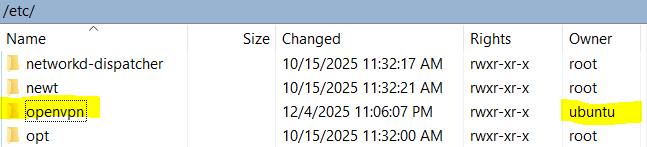 /etc/
Name Size Changed Rights Owner
networkd-dispatcher 10/15/2025 11:32:17 AM rwxr-xr-x root
newt 10/15/2025 11:32:21 AM rwxr-xr-x root
openvpn 12/4/2025 11:06:07 PM rwxr-xr-x ubuntu
opt 10/15/2025 11:32:00 AM rwxr-xr-x root